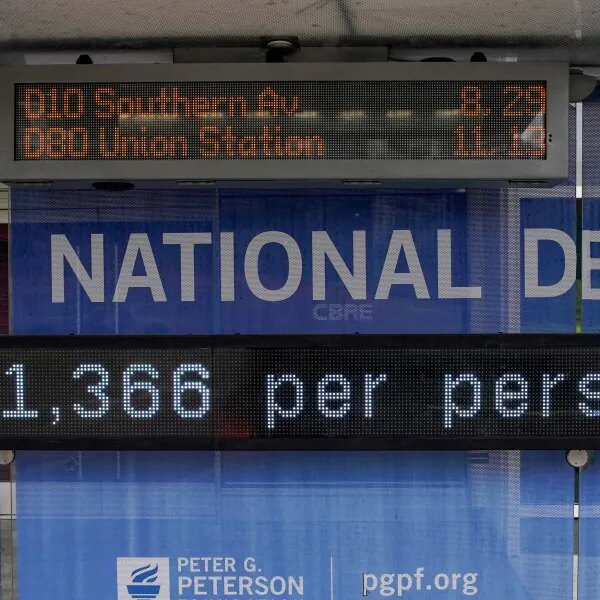 D10 Southern Av. 8. 29
D80 Union Station 11. 13
NATIONAL DE
CBRE
1,366 per pers
PETER G.
PETERSON
pgpf.org